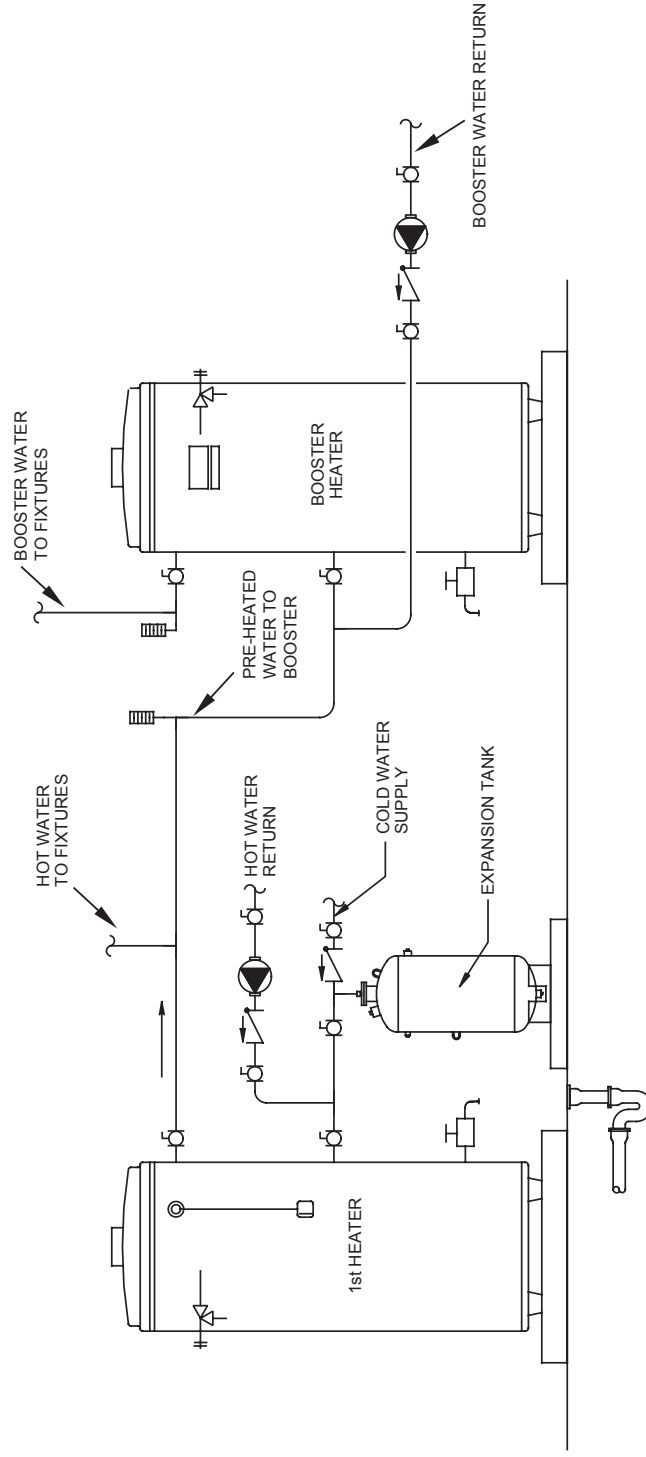 HOT WATER
TO FIXTURES
BOOSTER WATER
TO FIXTURES
PRE-HEATED
WATER TO
BOOSTER
HOT WATER
RETURN
COLD WATER
SUPPLY
EXPANSION TANK
1st HEATER
BOOSTER
HEATER
BOOSTER WATER RETURN